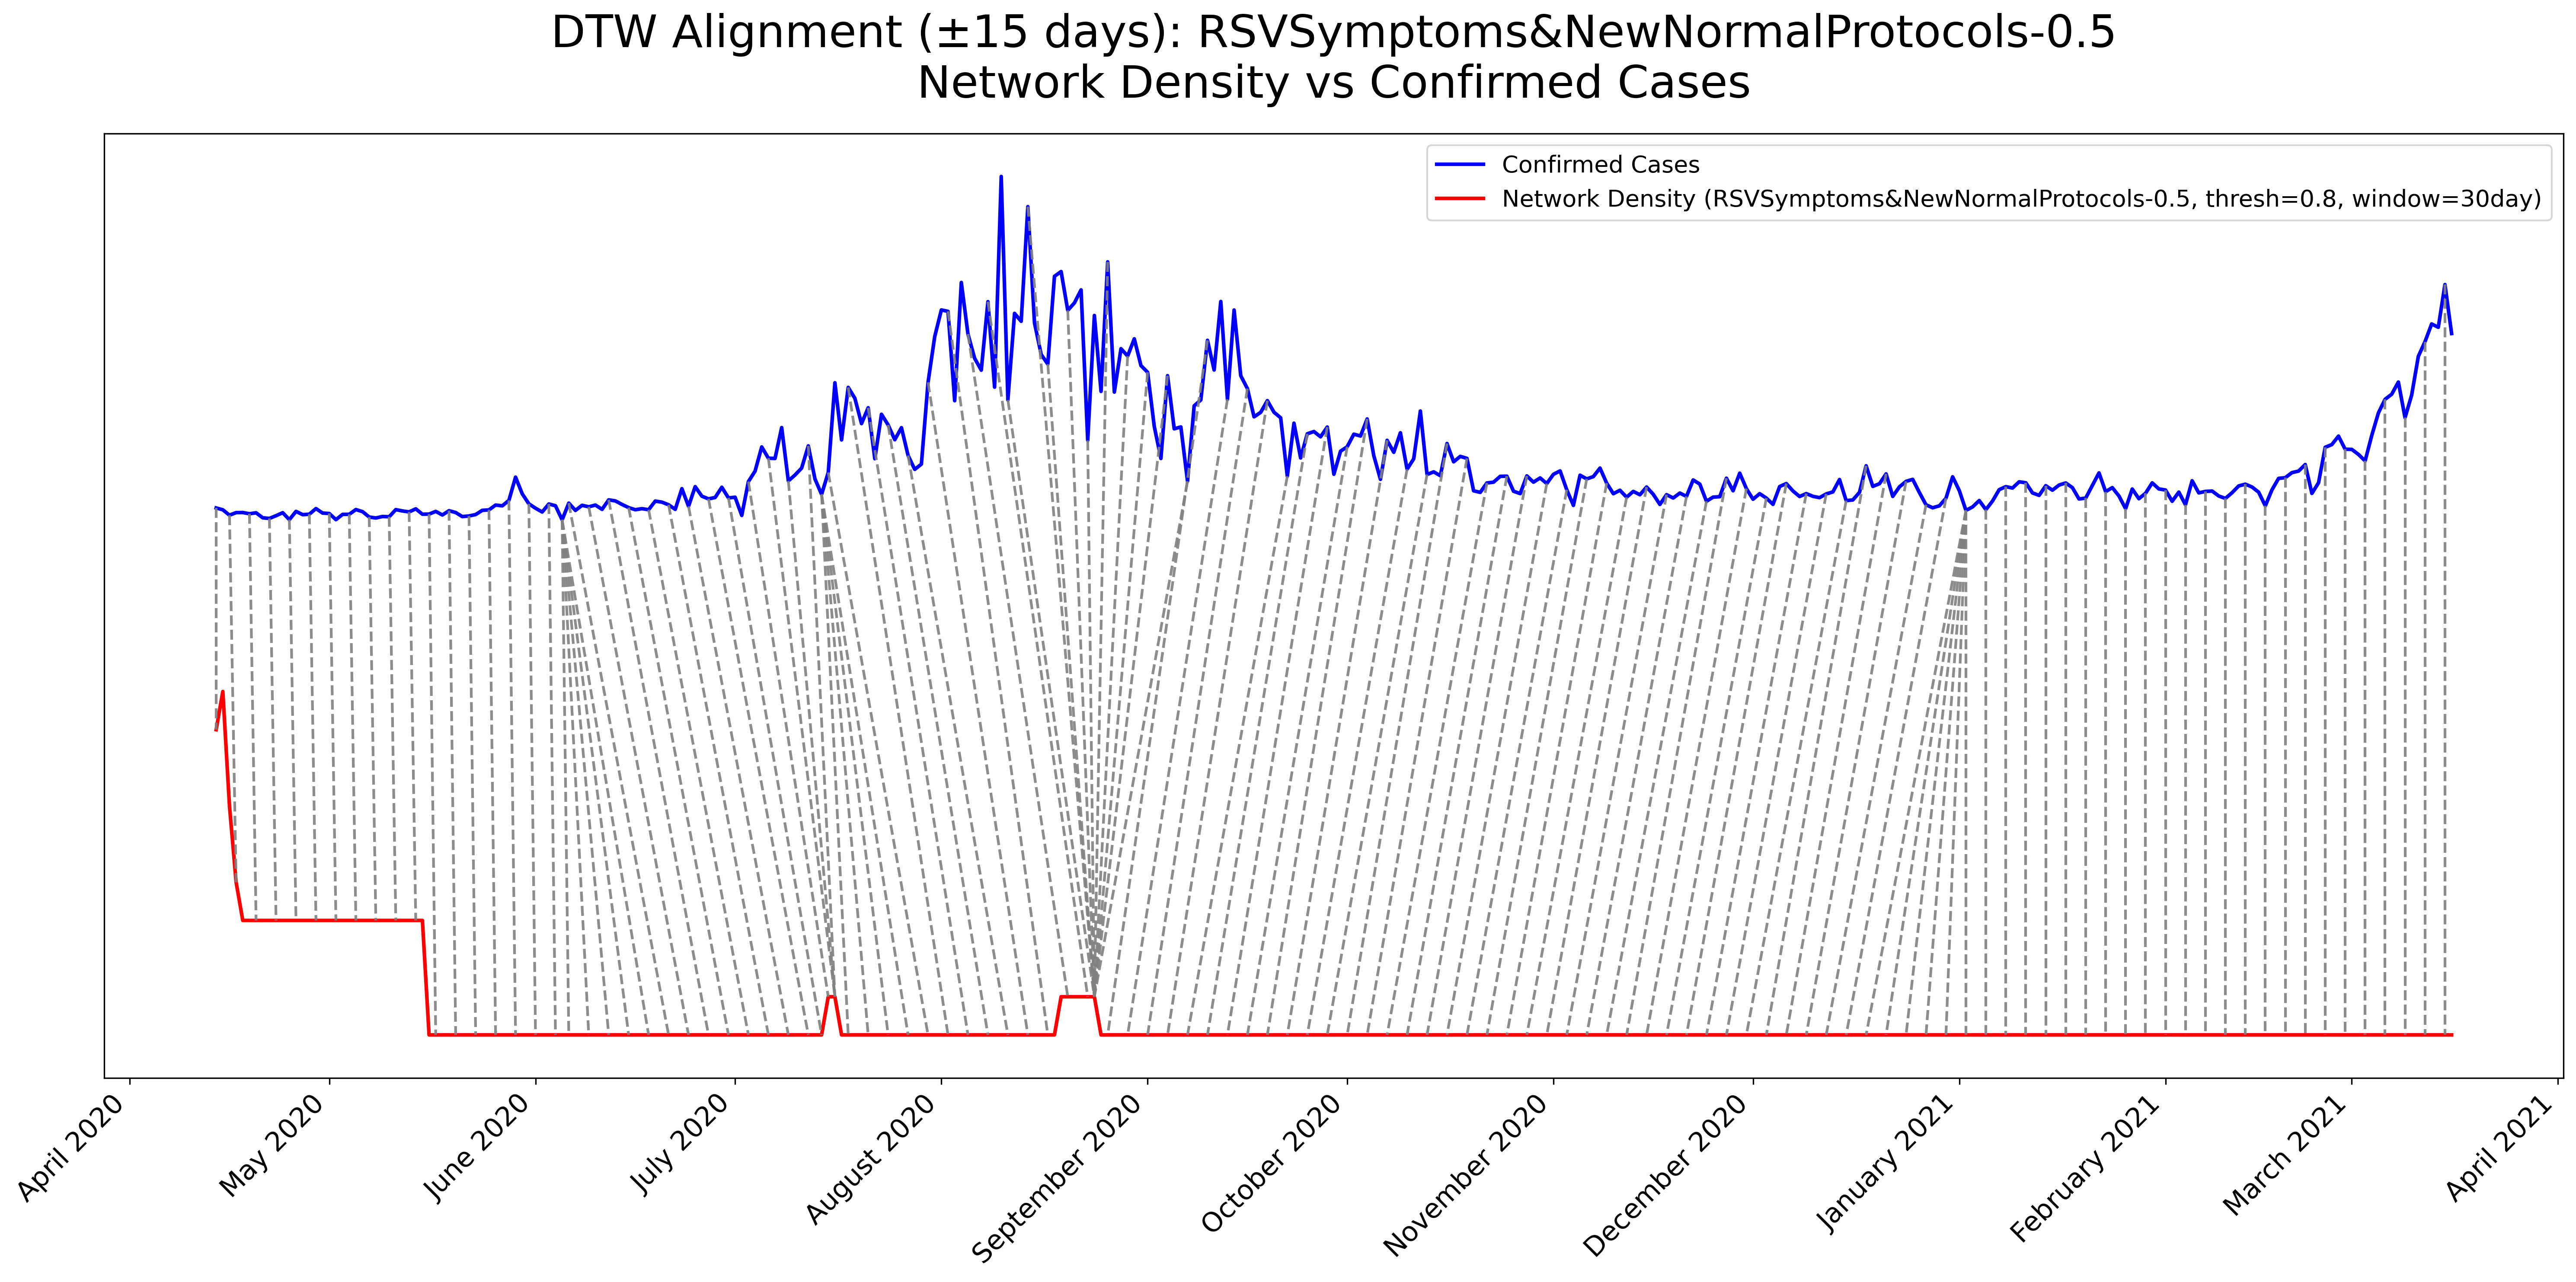 DTW Alignment (±15 days): RSVSymptoms&NewNormalProtocols-0.5
Network Density vs Confirmed Cases
Confirmed Cases
Network Density (RSVSymptoms&NewNormalProtocols-0.5, thresh=0.8, window=30day)
April 2020
May 2020
June 2020
July 2020
August 2020
September 2020
October 2020
November 2020
December 2020
January 2021
February 2021
March 2021
April 2021